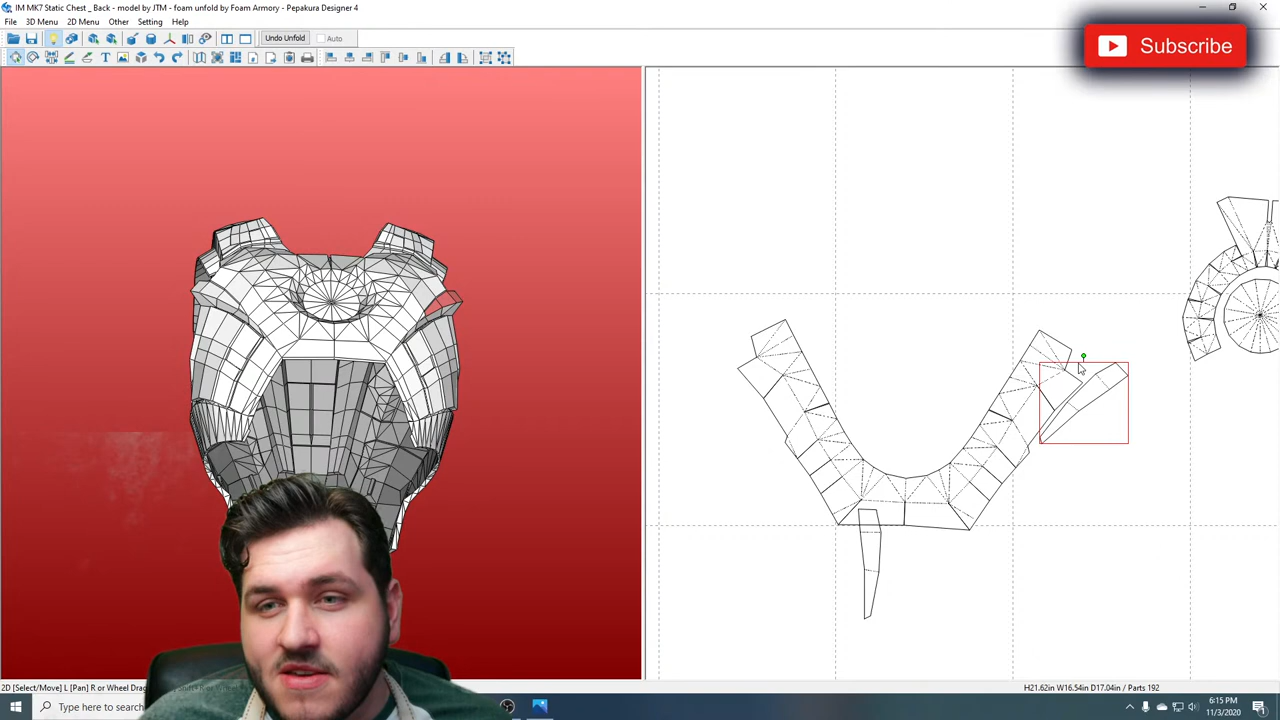 IM MK7 Static Chest _ Back - model by JTM - foam unfold by Foam Armory - Pepakura Designer 4
File 3D Menu 2D Menu Other Setting Help
Undo Unfold Auto
Subscribe
2D [Select/Move] L [Pan] R or Wheel Drag
H21.62in W16.54in D17.04in / Parts 192
Type here to search
6:15 PM
11/3/2020
1